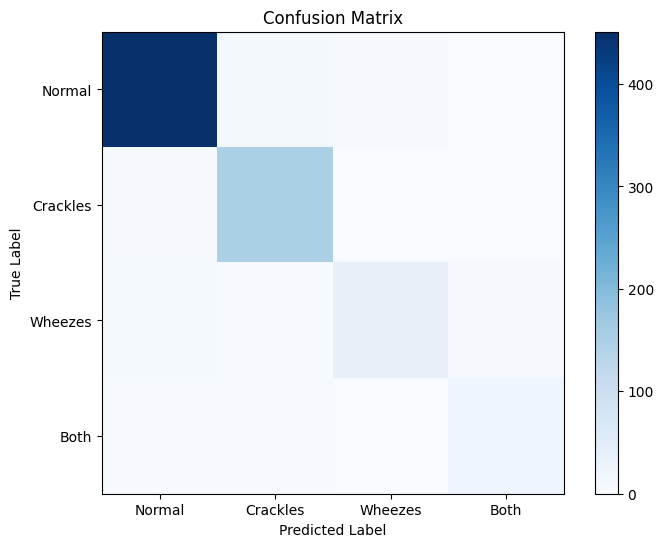 Confusion Matrix
True Label
Normal
Crackles
Wheezes
Both
Normal Crackles Wheezes Both
Predicted Label
400
300
200
100
0